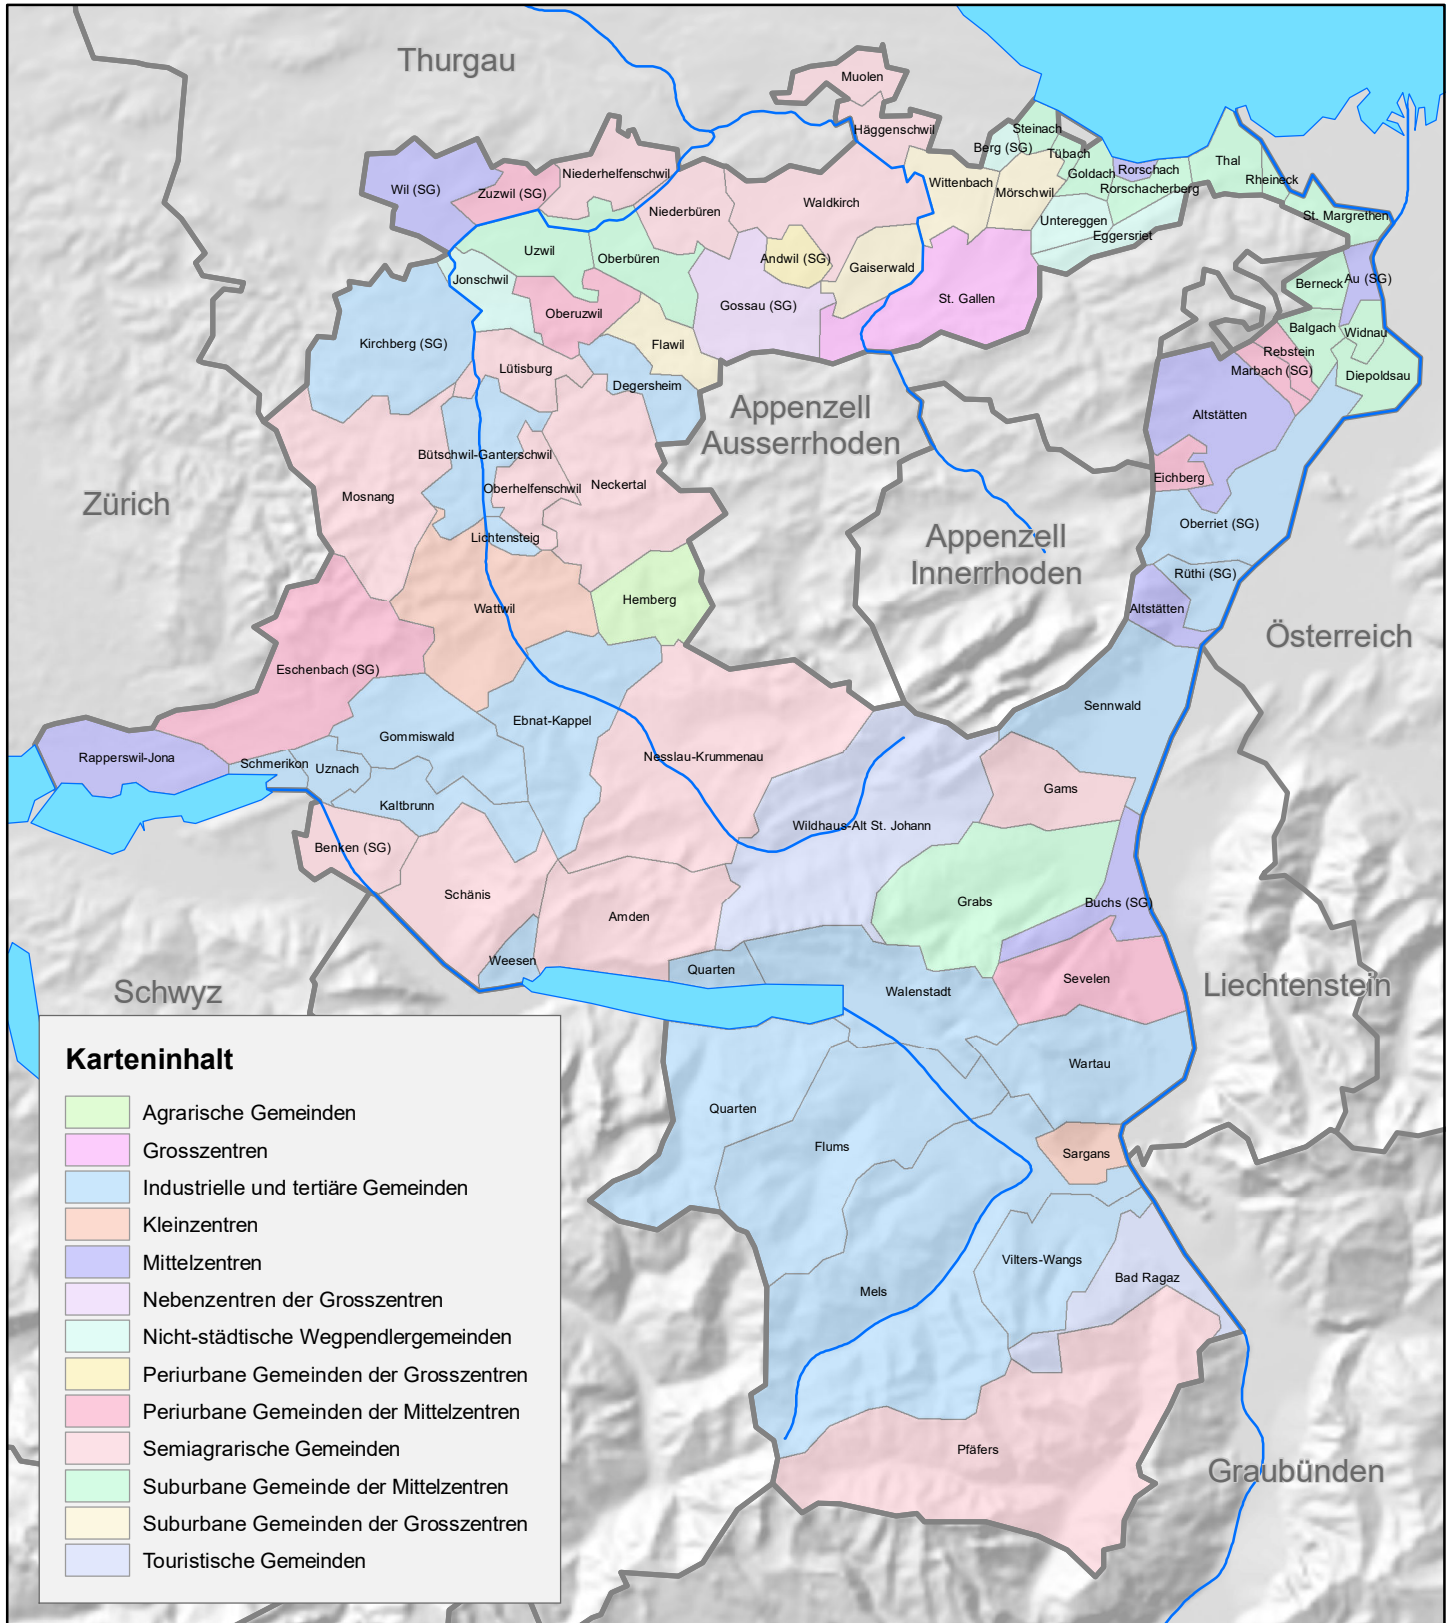 Thurgau
Muolen
Häggenschwil
Steinach
Berg (SG)
Tübach
Goldach
Rorschach
Thal
Rorschacherberg
Rheineck
Niederhelfenschwil
Wil (SG)
Zuzwil (SG)
Wittenbach
Mörschwil
Waldkirch
Niederbüren
Untereggen
St. Margrethen
Eggersriet
Uzwil
Oberbüren
Andwil (SG)
Gaiserwald
Jonschwil
Berneck
Au (SG)
St. Gallen
Gossau (SG)
Oberuzwil
Balgach
Widnau
Kirchberg (SG)
Flawil
Rebstein
Marbach (SG)
Diepoldsau
Lütisburg
Degersheim
Appenzell
Ausserrhoden
Altstätten
Bütschwil-Ganterschwil
Zürich
Mosnang
Oberhelfenschwil
Neckertal
Eichberg
Oberriet (SG)
Lichtensteig
Appenzell
Innerrhoden
Rüthi (SG)
Wattwil
Hemberg
Altstätten
Österreich
Eschenbach (SG)
Sennwald
Ebnat-Kappel
Gommiswald
Rapperswil-Jona
Schmerikon
Uznach
Nesslau-Krummenau
Gams
Kaltbrunn
Wildhaus-Alt St. Johann
Benken (SG)
Schänis
Amden
Grabs
Buchs (SG)
Weesen
Quarten
Sevelen
Schwyz
Walenstadt
Liechtenstein
Wartau
Quarten
Flums
Sargans
Vilters-Wangs
Bad Ragaz
Mels
Pfäfers
Graubünden
Karteninhalt
Agrarische Gemeinden
Grosszentren
Industrielle und tertiäre Gemeinden
Kleinzentren
Mittelzentren
Nebenzentren der Grosszentren
Nicht-städtische Wegpendlergemeinden
Periurbane Gemeinden der Grosszentren
Periurbane Gemeinden der Mittelzentren
Semiagrarische Gemeinden
Suburbane Gemeinde der Mittelzentren
Suburbane Gemeinden der Grosszentren
Touristische Gemeinden